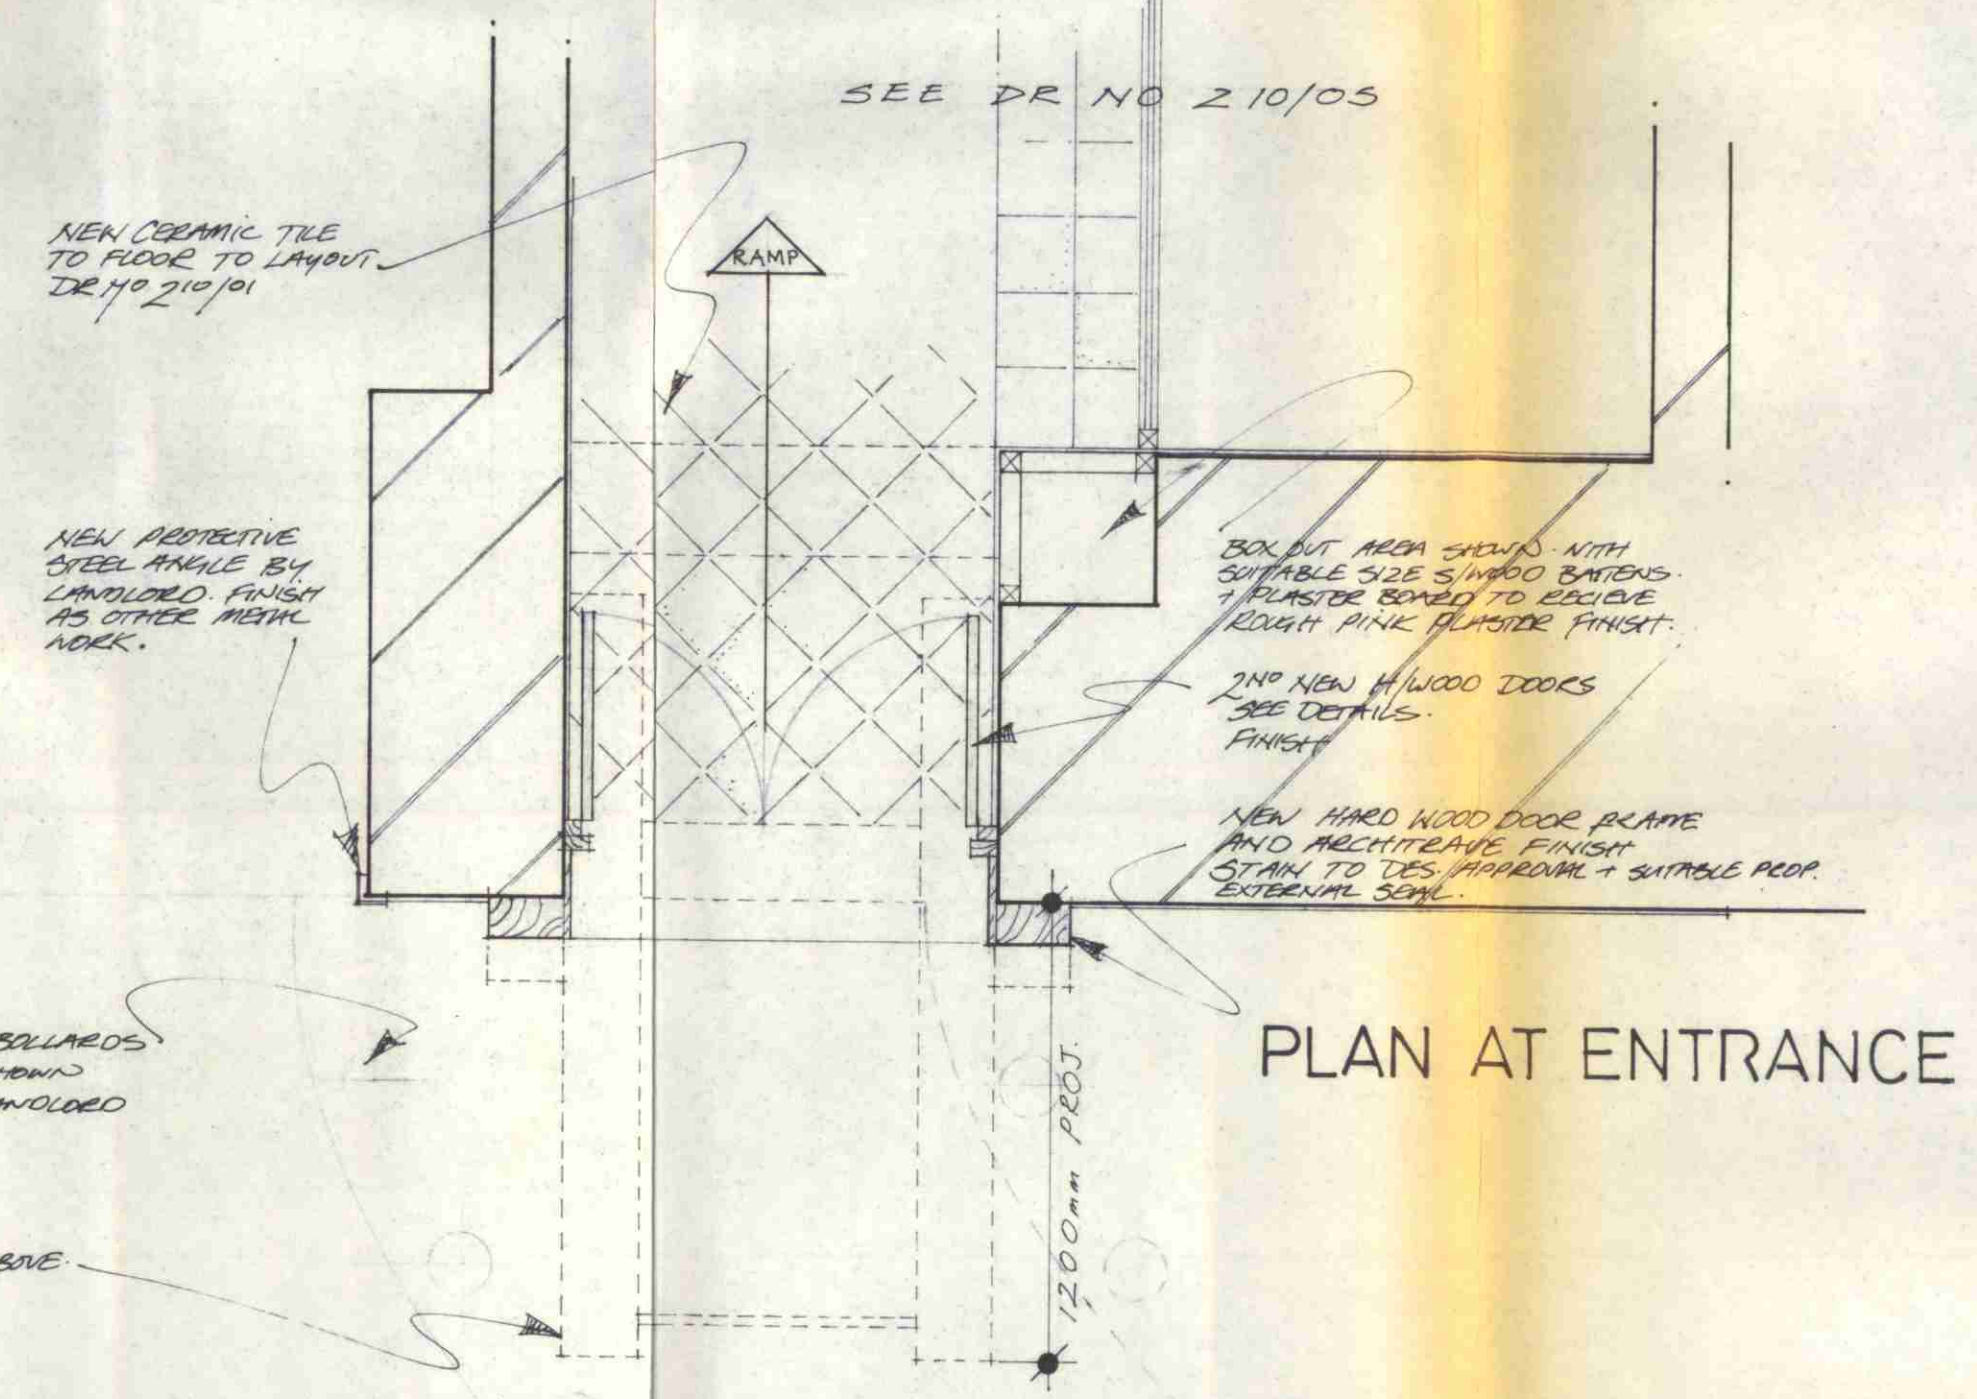 SEE DR NO 210/05
NEW CERAMIC TILE
TO FLOOR TO LAYOUT
DR NO 210/01
RAMP
NEW PROTECTIVE
STEEL ANGLE BY
LANDLORD. FINISH
AS OTHER METAL
WORK.
BOX OUT AREA SHOWN. WITH
SUITABLE SIZE S/WOOD BATTENS.
+ PLASTER BOARD TO RECIEVE
ROUGH PINK PLASTER FINISH.
2NO NEW H/WOOD DOORS
SEE DETAILS.
FINISH
NEW HARD WOOD DOOR FRAME
AND ARCHITRAVE FINISH
STAIN TO DES. APPROVAL + SUITABLE PROP.
EXTERNAL SEAL.
BOLLARDS
HOWN
ANDLORD
PLAN AT ENTRANCE
1200mm PROJ.
BOVE.